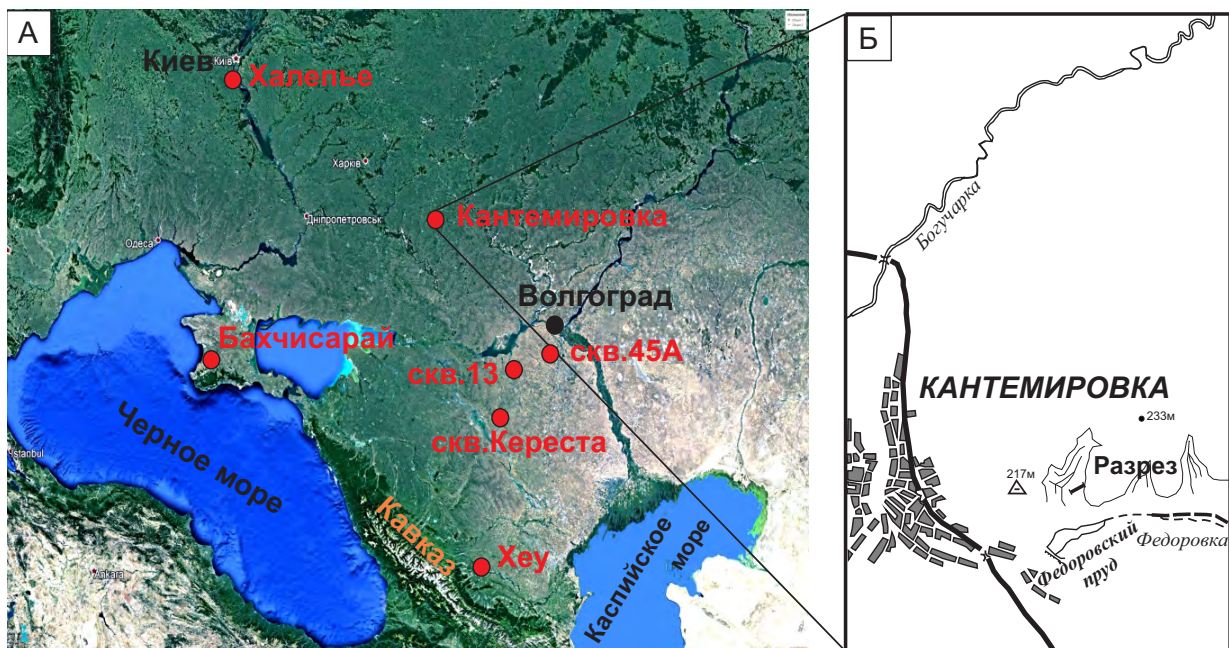 А
Киев
Київ
Халепье
Харків
Кантемировка
Дніпропетровськ
Одеса
Волгоград
Бахчисарай
скв.45А
скв.13
скв.Кереста
Черное море
Кавказ
Хеу
Каспийское
море
Istanbul
Ankara
Б
Богучарка
КАНТЕМИРОВКА
233м
217м
Разрез
Федоровский
пруд
Федоровка